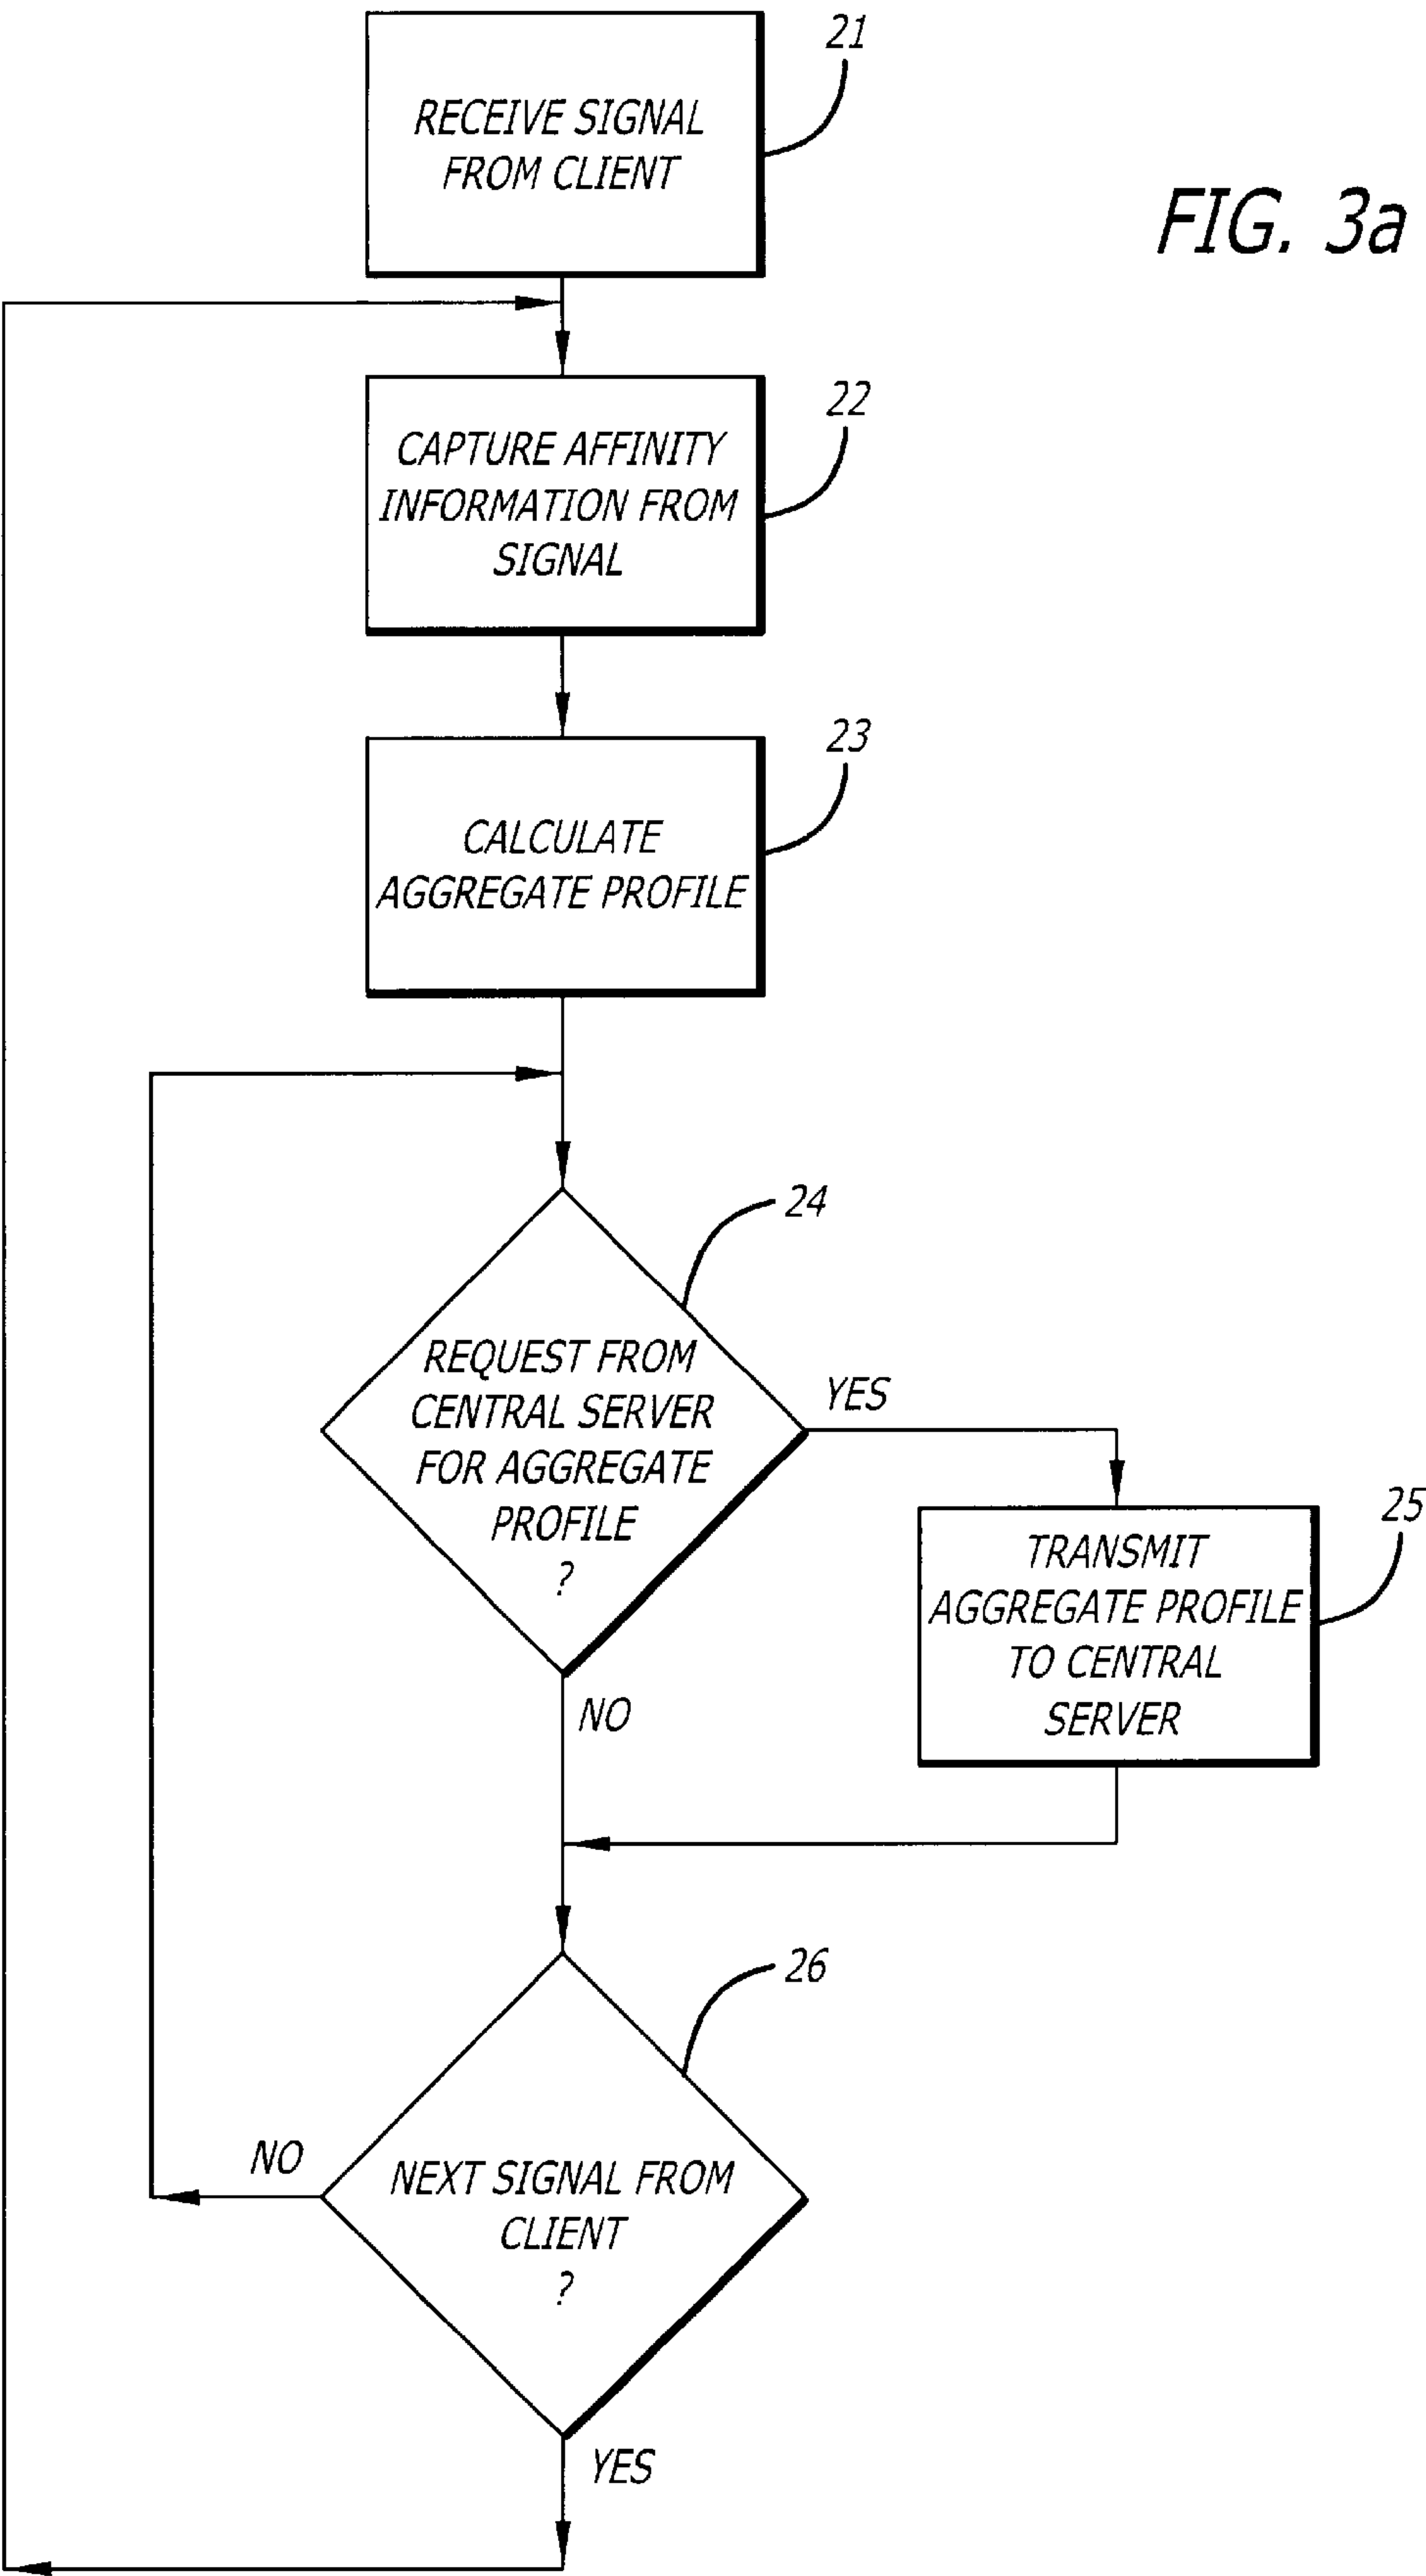 21
RECEIVE SIGNAL
FROM CLIENT
FIG. 3a
22
CAPTURE AFFINITY
INFORMATION FROM
SIGNAL
23
CALCULATE
AGGREGATE PROFILE
24
REQUEST FROM
CENTRAL SERVER
FOR AGGREGATE
PROFILE
?
YES
25
TRANSMIT
AGGREGATE PROFILE
TO CENTRAL
SERVER
NO
26
NO
NEXT SIGNAL FROM
CLIENT
?
YES